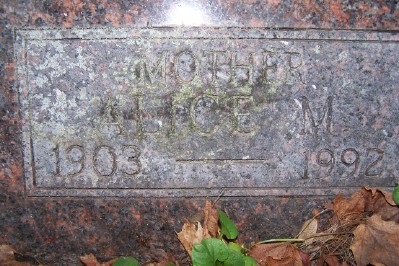 MOTHER
ALICE M.
1903 — 1992